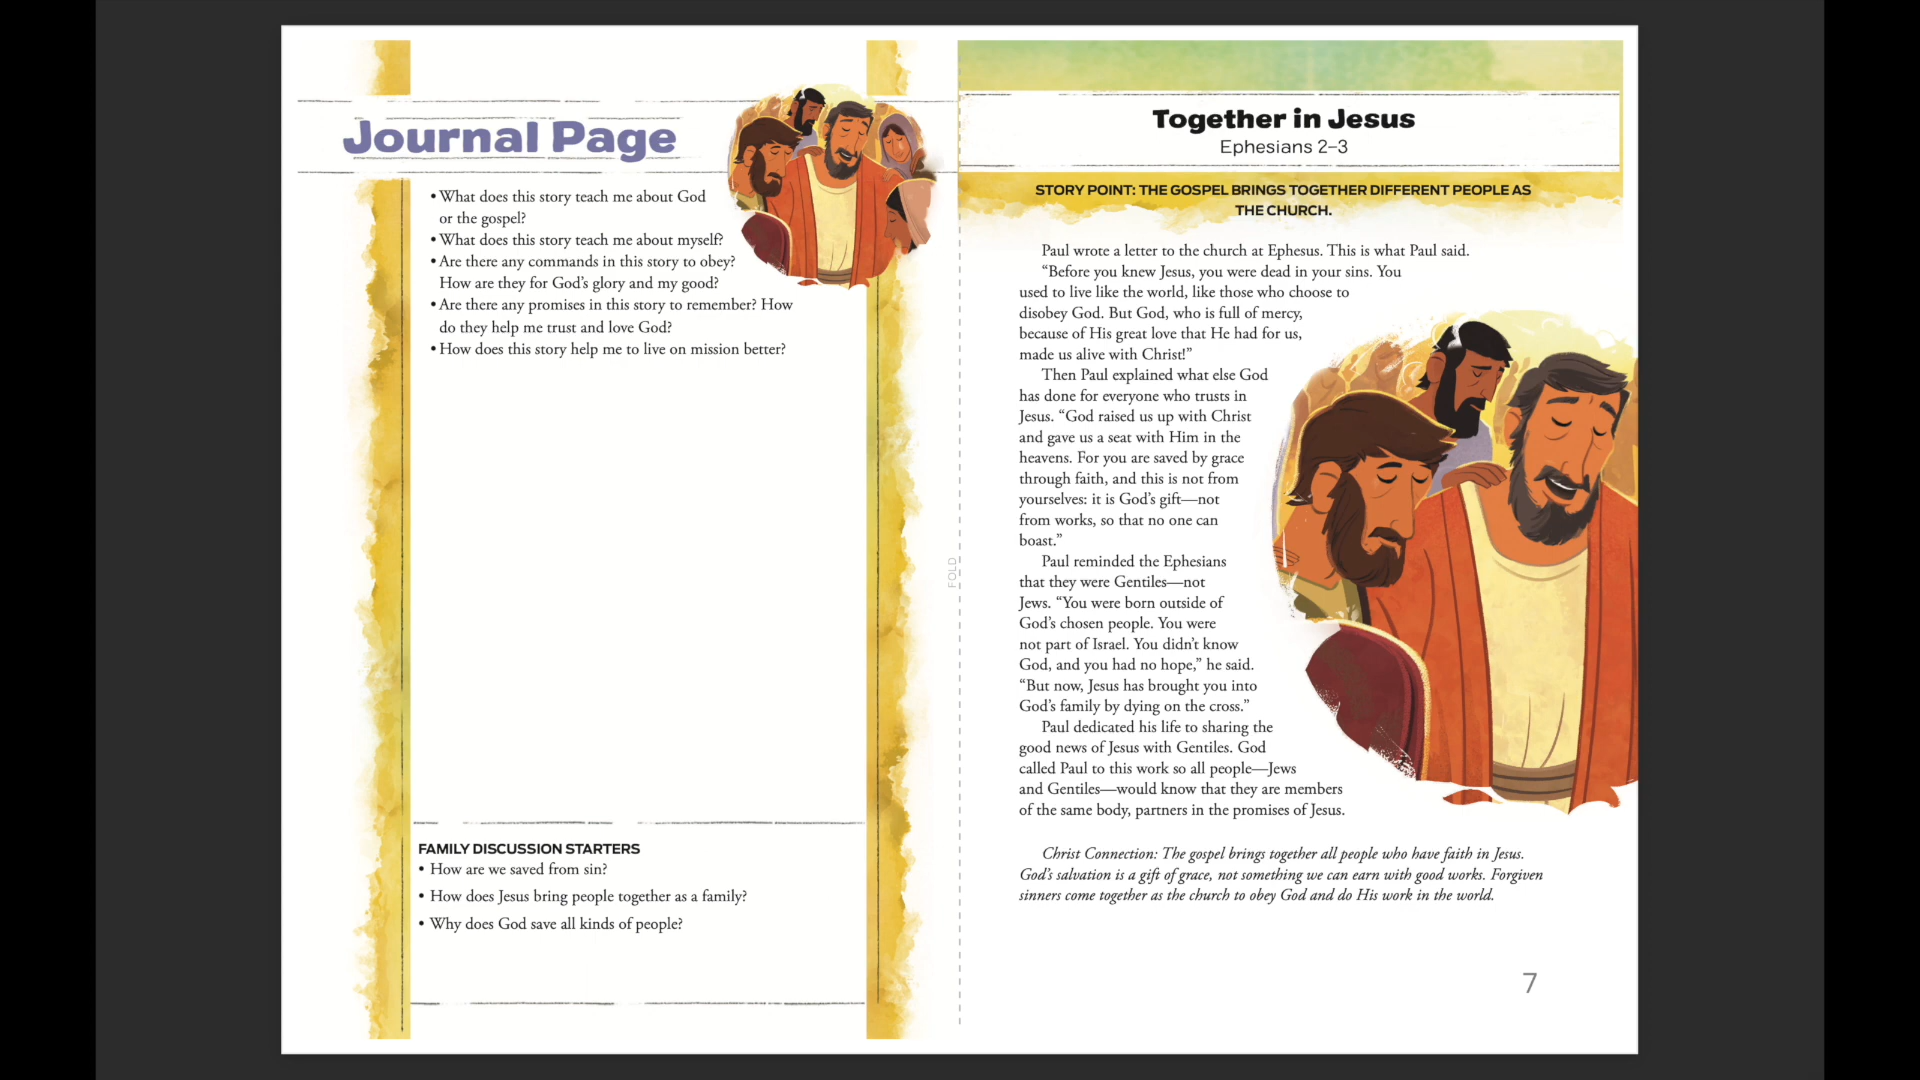 Journal Page
• What does this story teach me about God
or the gospel?
• What does this story teach me about myself?
• Are there any commands in this story to obey?
How are they for God’s glory and my good?
• Are there any promises in this story to remember? How
do they help me trust and love God?
• How does this story help me to live on mission better?
FAMILY DISCUSSION STARTERS
• How are we saved from sin?
• How does Jesus bring people together as a family?
• Why does God save all kinds of people?
FOLD
Together in Jesus
Ephesians 2–3
STORY POINT: THE GOSPEL BRINGS TOGETHER DIFFERENT PEOPLE AS
THE CHURCH.
Paul wrote a letter to the church at Ephesus. This is what Paul said.
“Before you knew Jesus, you were dead in your sins. You
used to live like the world, like those who choose to
disobey God. But God, who is full of mercy,
because of His great love that He had for us,
made us alive with Christ!”
Then Paul explained what else God
has done for everyone who trusts in
Jesus. “God raised us up with Christ
and gave us a seat with Him in the
heavens. For you are saved by grace
through faith, and this is not from
yourselves: it is God’s gift—not
from works, so that no one can
boast.”
Paul reminded the Ephesians
that they were Gentiles—not
Jews. “You were born outside of
God’s chosen people. You were
not part of Israel. You didn’t know
God, and you had no hope,” he said.
“But now, Jesus has brought you into
God’s family by dying on the cross.”
Paul dedicated his life to sharing the
good news of Jesus with Gentiles. God
called Paul to this work so all people—Jews
and Gentiles—would know that they are members
of the same body, partners in the promises of Jesus.
Christ Connection: The gospel brings together all people who have faith in Jesus.
God’s salvation is a gift of grace, not something we can earn with good works. Forgiven
sinners come together as the church to obey God and do His work in the world.
7